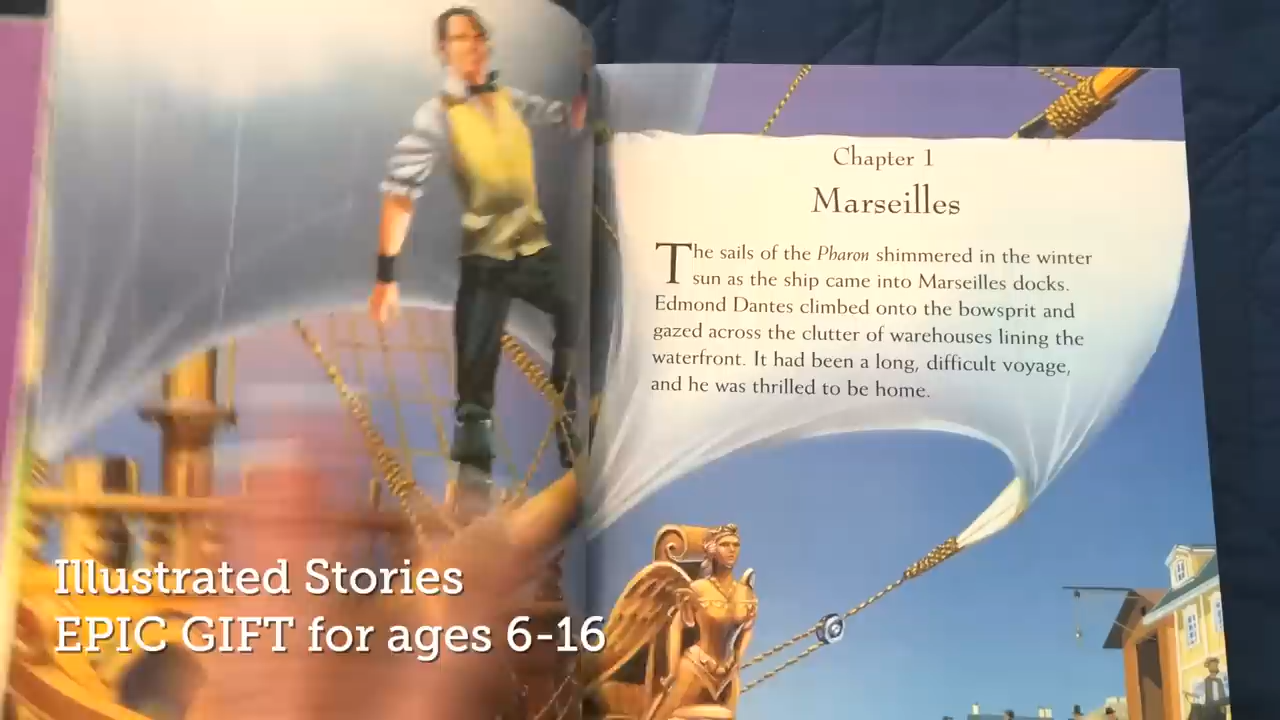 Chapter 1
Marseilles
The sails of the Pharon shimmered in the winter
sun as the ship came into Marseilles docks.
Edmond Dantes climbed onto the bowsprit and
gazed across the clutter of warehouses lining the
waterfront. It had been a long, difficult voyage,
and he was thrilled to be home.
Illustrated Stories
EPIC GIFT for ages 6-16